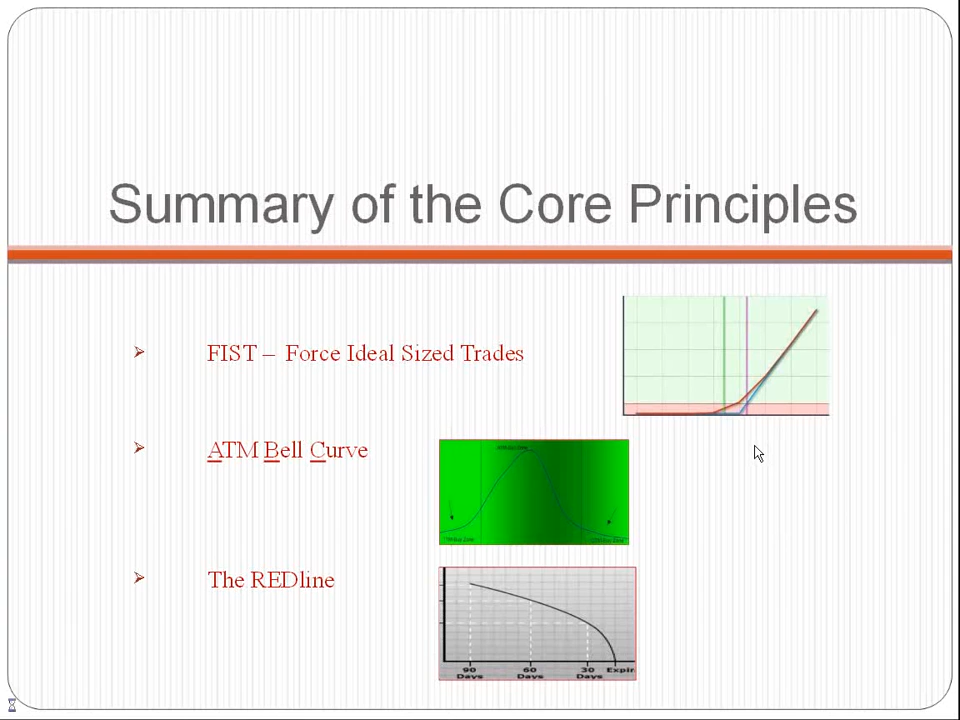 Summary of the Core Principles
FIST – Force Ideal Sized Trades
ATM Bell Curve
The REDline
90 60 30 Expir
Days Days Days